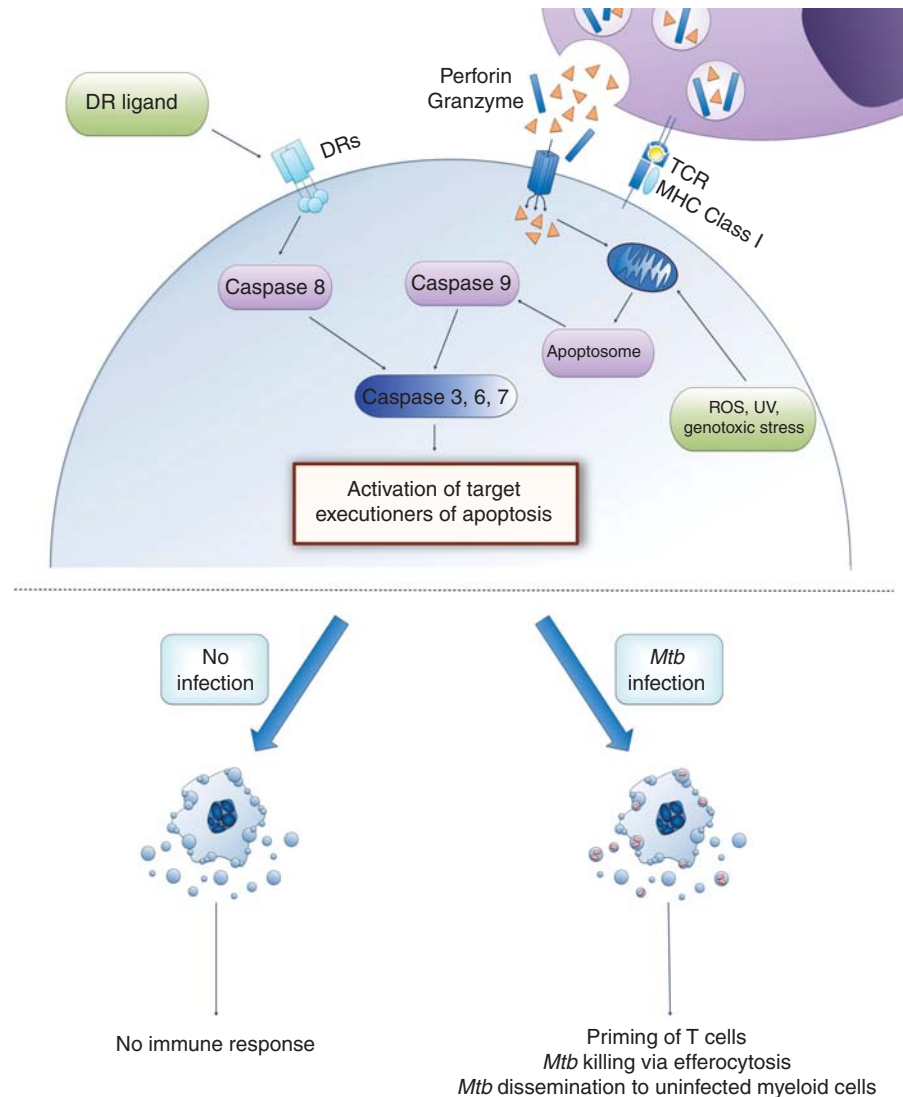 Perforin
Granzyme
DR ligand
DRs
TCR
MHC Class I
Caspase 8
Caspase 9
Apoptosome
Caspase 3, 6, 7
ROS, UV,
genotoxic stress
Activation of target
executioners of apoptosis
No
infection
Mtb
infection
No immune response
Priming of T cells
Mtb killing via efferocytosis
Mtb dissemination to uninfected myeloid cells